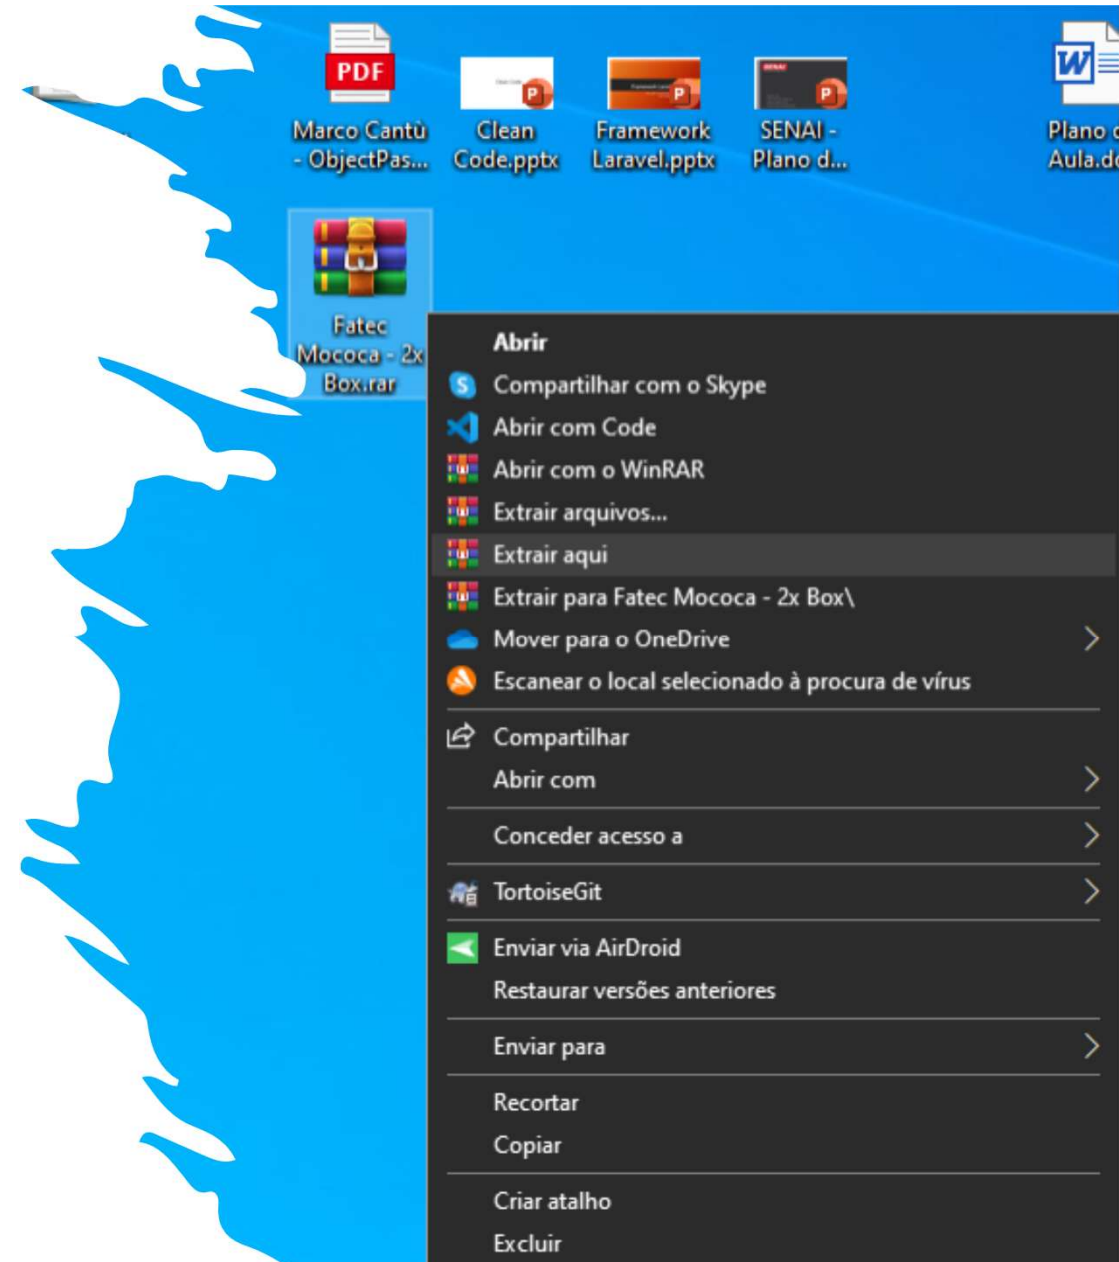 PDF
Marco Cantù
- ObjectPas...
Clean
Code.pptx
Framework
Laravel.pptx
SENAI -
Plano d...
Plano
Fatec
Mococa - 2x
Box.rar
Abrir
Compartilhar com o Skype
Abrir com Code
Abrir com o WinRAR
Extrair arquivos...
Extrair aqui
Extrair para Fatec Mococa - 2x Box\
Mover para o OneDrive
Escanear o local selecionado à procura de vírus
Compartilhar
Abrir com
Conceder acesso a
TortoiseGit
Enviar via AirDroid
Restaurar versões anteriores
Enviar para
Recortar
Copiar
Criar atalho
Excluir